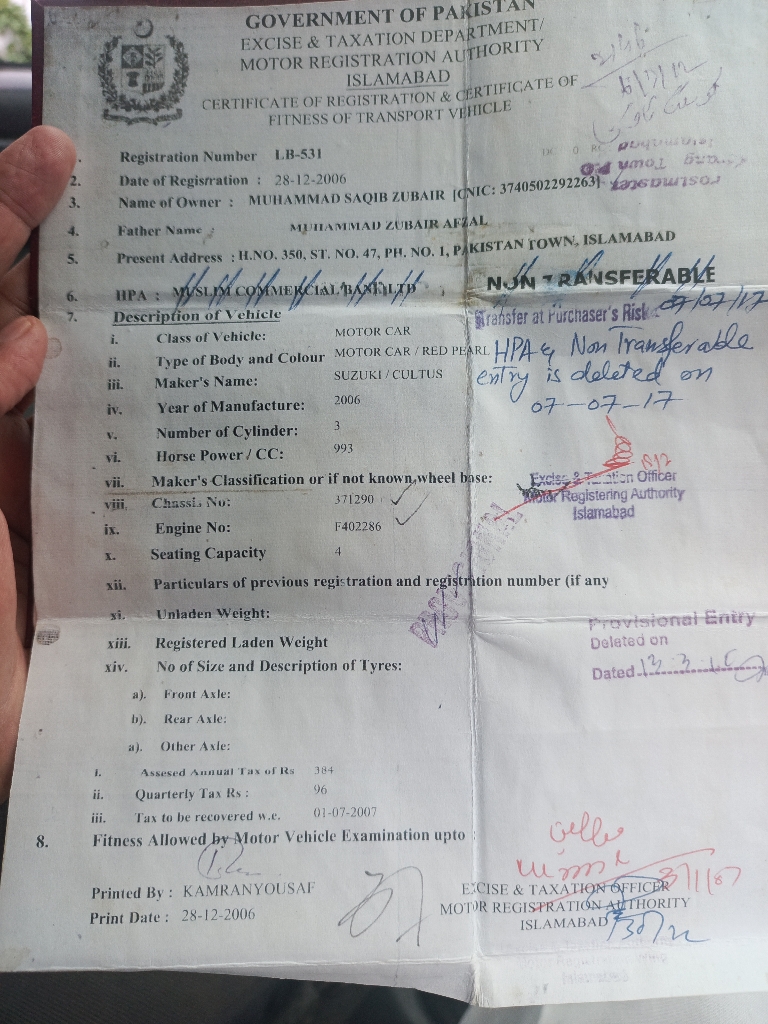 GOVERNMENT OF PAKISTAN
EXCISE & TAXATION DEPARTMENT/
MOTOR REGISTRATION AUTHORITY
ISLAMABAD
CERTIFICATE OF REGISTRATION & CERTIFICATE OF
FITNESS OF TRANSPORT VEHICLE
Registration Number LB-531
2. Date of Registration : 28-12-2006
3. Name of Owner : MUHAMMAD SAQIB ZUBAIR [CNIC: 3740502292263]
4. Father Name : MUHAMMAD ZUBAIR AFZAL
5. Present Address : H.NO. 350, ST. NO. 47, PH. NO. 1, PAKISTAN TOWN, ISLAMABAD
6. HPA : MUSLIM COMMERCIAL BANK LTD NON TRANSFERABLE
7. Description of Vehicle
Transfer at Purchaser's Risk 07/07/17
i. Class of Vehicle: MOTOR CAR
ii. Type of Body and Colour MOTOR CAR / RED PEARL
HPA & Non Transferable
entry is deleted on
07-07-17
iii. Maker's Name: SUZUKI / CULTUS
iv. Year of Manufacture: 2006
v. Number of Cylinder: 3
vi. Horse Power / CC: 993
vii. Maker's Classification or if not known,wheel base:
Excise & Taxation Officer
Motor Registering Authority
Islamabad
viii. Chassis No: 371290
ix. Engine No: F402286
x. Seating Capacity 4
xii. Particulars of previous registration and registration number (if any
xi. Unladen Weight:
Provisional Entry
Deleted on
Dated
xiii. Registered Laden Weight
xiv. No of Size and Description of Tyres:
a). Front Axle:
b). Rear Axle:
a). Other Axle:
i. Assesed Annual Tax of Rs 384
ii. Quarterly Tax Rs : 96
iii. Tax to be recovered w.e. 01-07-2007
8. Fitness Allowed by Motor Vehicle Examination upto :
Printed By : KAMRANYOUSAF
Print Date : 28-12-2006
EXCISE & TAXATION OFFICER
MOTOR REGISTRATION AUTHORITY
ISLAMABAD